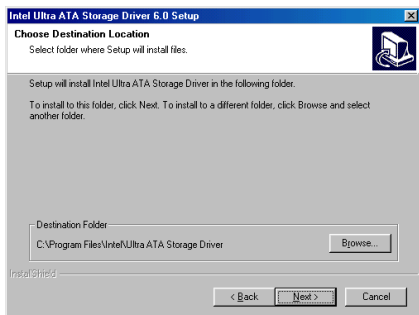 Intel Ultra ATA Storage Driver 6.0 Setup
Choose Destination Location
Select folder where Setup will install files.
Setup will install Intel Ultra ATA Storage Driver in the following folder.
To install to this folder, click Next. To install to a different folder, click Browse and select
another folder.
Destination Folder
C:\Program Files\Intel\Ultra ATA Storage Driver
Browse...
InstallShield
< Back
Next >
Cancel